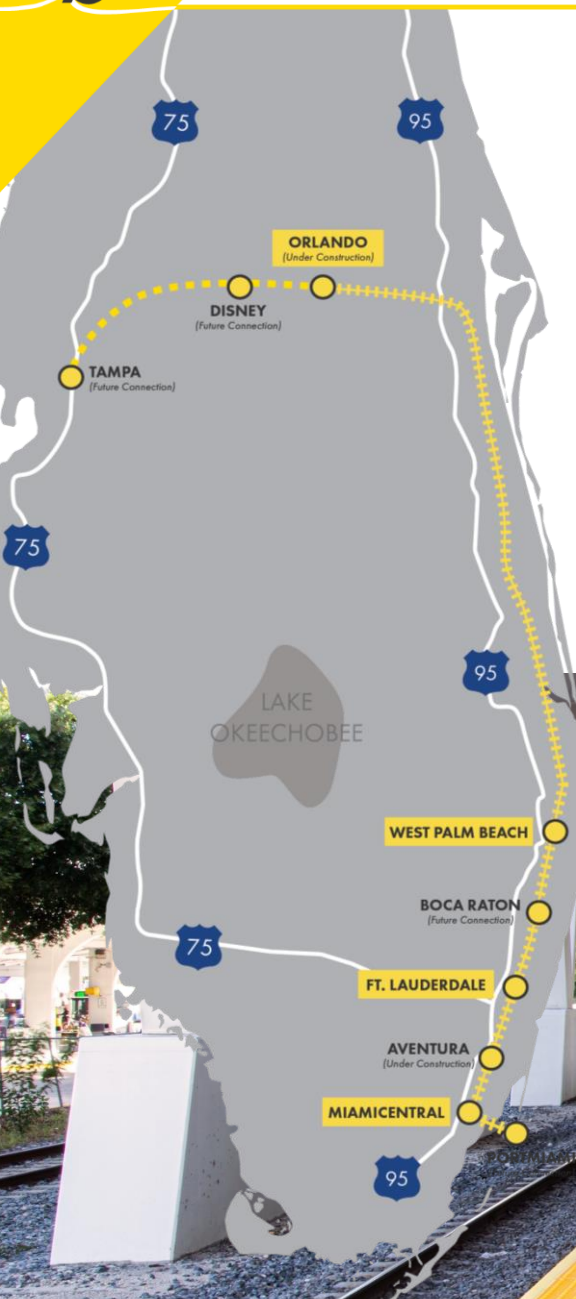 75
95
ORLANDO
(Under Construction)
DISNEY
(Future Connection)
TAMPA
(Future Connection)
75
95
LAKE
OKEECHOBEE
WEST PALM BEACH
BOCA RATON
(Future Connection)
75
FT. LAUDERDALE
AVENTURA
(Under Construction)
MIAMICENTRAL
PORTMIAMI
95